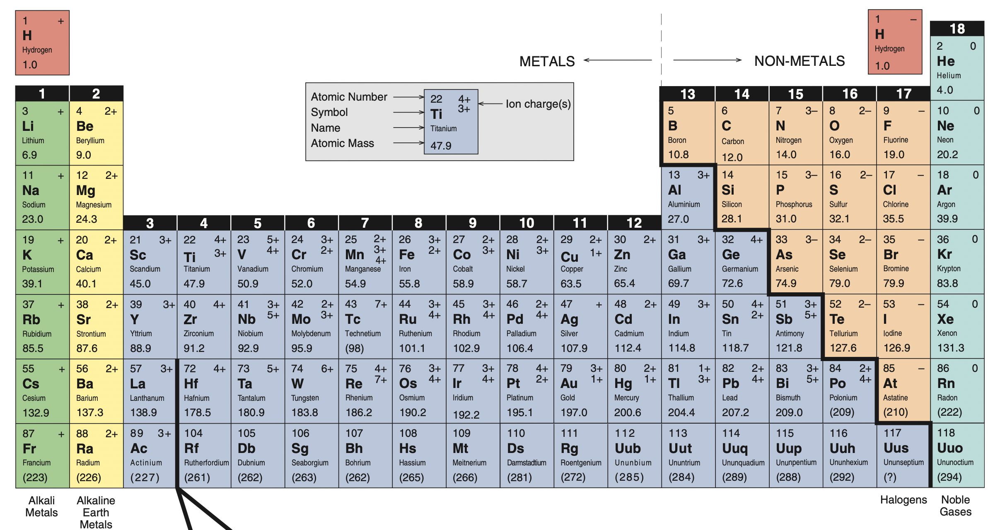 1 +
H
Hydrogen
1.0
1 –
H
Hydrogen
1.0
18
2 0
He
Helium
4.0
METALS
NON-METALS
Atomic Number
Symbol
Name
Atomic Mass
22 4+
3+
Ti
Titanium
47.9
Ion charge(s)
1 2 13 14 15 16 17
3 + 4 2+ 5 6 7 3– 8 2– 9 – 10 0
Li Be B C N O F Ne
Lithium Beryllium Boron Carbon Nitrogen Oxygen Fluorine Neon
6.9 9.0 10.8 12.0 14.0 16.0 19.0 20.2
11 + 12 2+ 13 3+ 14 15 3– 16 2– 17 – 18 0
Na Mg Al Si P S Cl Ar
Sodium Magnesium Aluminium Silicon Phosphorus Sulfur Chlorine Argon
23.0 24.3 27.0 28.1 31.0 32.1 35.5 39.9
3 4 5 6 7 8 9 10 11 12
19 + 20 2+ 21 3+ 22 4+ 23 5+ 24 3+ 25 2+ 26 3+ 27 2+ 28 2+ 29 2+ 30 2+ 31 3+ 32 4+ 33 3– 34 2– 35 – 36 0
K Ca Sc Ti 3+ V 4+ Cr 2+ Mn 3+ 4+ Fe 2+ Co 3+ Ni 3+ Cu 1+ Zn Ga Ge As Se Br Kr
Potassium Calcium Scandium Titanium Vanadium Chromium Manganese Iron Cobalt Nickel Copper Zinc Gallium Germanium Arsenic Selenium Bromine Krypton
39.1 40.1 45.0 47.9 50.9 52.0 54.9 55.8 58.9 58.7 63.5 65.4 69.7 72.6 74.9 79.0 79.9 83.8
37 + 38 2+ 39 3+ 40 4+ 41 3+ 42 2+ 43 7+ 44 3+ 45 3+ 46 2+ 47 + 48 2+ 49 3+ 50 4+ 51 3+ 52 2– 53 – 54 0
Rb Sr Y Zr Nb 5+ Mo 3+ Tc Ru 4+ Rh 4+ Pd 4+ Ag Cd In Sn 2+ Sb 5+ Te I Xe
Rubidium Strontium Yttrium Zirconium Niobium Molybdenum Technetium Ruthenium Rhodium Palladium Silver Cadmium Indium Tin Antimony Tellurium Iodine Xenon
85.5 87.6 88.9 91.2 92.9 95.9 (98) 101.1 102.9 106.4 107.9 112.4 114.8 118.7 121.8 127.6 126.9 131.3
55 + 56 2+ 57 3+ 72 4+ 73 5+ 74 6+ 75 4+ 76 3+ 77 3+ 78 4+ 79 3+ 80 2+ 81 1+ 82 2+ 83 3+ 84 2+ 85 – 86 0
Cs Ba La Hf Ta W Re 7+ Os 4+ Ir 4+ Pt 2+ Au 1+ Hg 1+ Tl 3+ Pb 4+ Bi 5+ Po 4+ At Rn
Cesium Barium Lanthanum Hafnium Tantalum Tungsten Rhenium Osmium Iridium Platinum Gold Mercury Thallium Lead Bismuth Polonium Astatine Radon
132.9 137.3 138.9 178.5 180.9 183.8 186.2 190.2 192.2 195.1 197.0 200.6 204.4 207.2 209.0 (209) (210) (222)
87 + 88 2+ 89 3+ 104 105 106 107 108 109 110 111 112 113 114 115 116 117 118
Fr Ra Ac Rf Db Sg Bh Hs Mt Ds Rg Uub Uut Uuq Uup Uuh Uus Uuo
Francium Radium Actinium Rutherfordium Dubnium Seaborgium Bohrium Hassium Meitnerium Darmstadtium Roentgenium Ununbium Ununtrium Ununquadium Ununpentium Ununhexium Ununseptium Ununoctium
(223) (226) (227) (261) (262) (263) (262) (265) (266) (281) (272) (285) (284) (289) (288) (292) (?) (294)
Alkali
Metals
Alkaline
Earth
Metals
Halogens
Noble
Gases